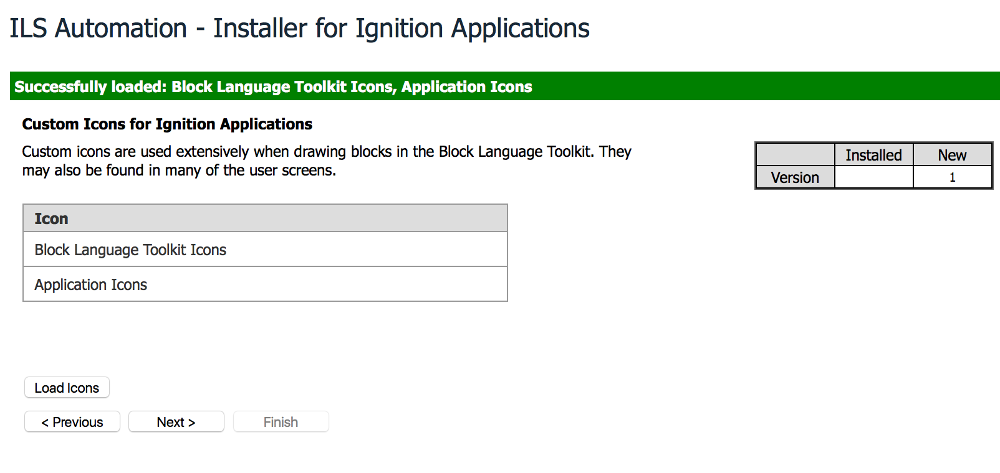 ILS Automation - Installer for Ignition Applications
Successfully loaded: Block Language Toolkit Icons, Application Icons
Custom Icons for Ignition Applications
Custom icons are used extensively when drawing blocks in the Block Language Toolkit. They
may also be found in many of the user screens.
Installed New
Version 1
Icon
Block Language Toolkit Icons
Application Icons
Load Icons
< Previous Next > Finish